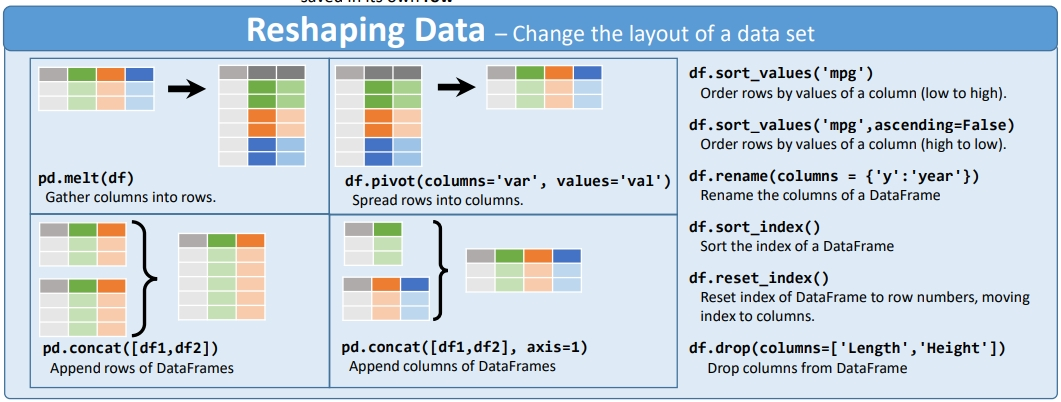 saved in its own row
Reshaping Data – Change the layout of a data set
pd.melt(df)
Gather columns into rows.
df.pivot(columns='var', values='val')
Spread rows into columns.
pd.concat([df1,df2])
Append rows of DataFrames
pd.concat([df1,df2], axis=1)
Append columns of DataFrames
df.sort_values('mpg')
Order rows by values of a column (low to high).
df.sort_values('mpg',ascending=False)
Order rows by values of a column (high to low).
df.rename(columns = {'y':'year'})
Rename the columns of a DataFrame
df.sort_index()
Sort the index of a DataFrame
df.reset_index()
Reset index of DataFrame to row numbers, moving
index to columns.
df.drop(columns=['Length','Height'])
Drop columns from DataFrame